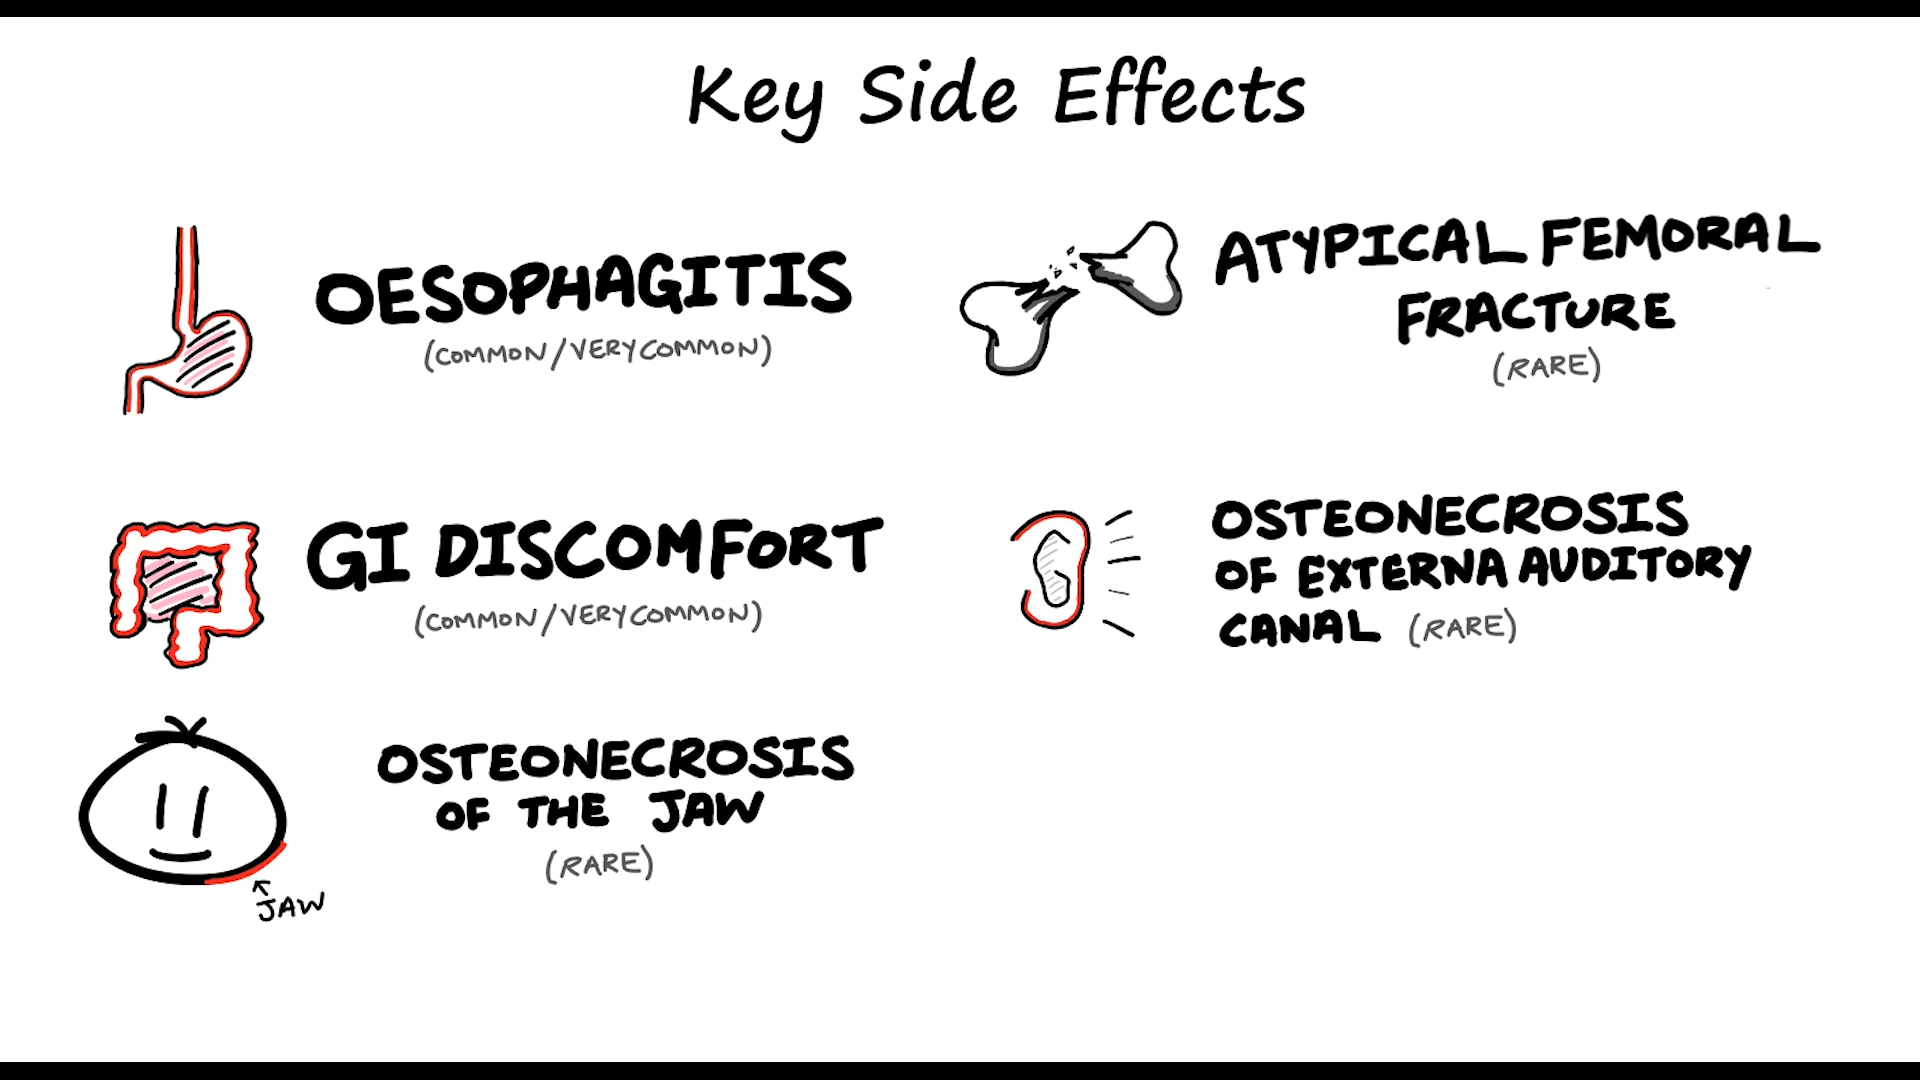 Key Side Effects
OESOPHAGITIS
(COMMON/VERY COMMON)
GI DISCOMFORT
(COMMON/VERY COMMON)
OSTEONECROSIS
OF THE JAW
(RARE)
JAW
ATYPICAL FEMORAL
FRACTURE
(RARE)
OSTEONECROSIS
OF EXTERNA AUDITORY
CANAL (RARE)